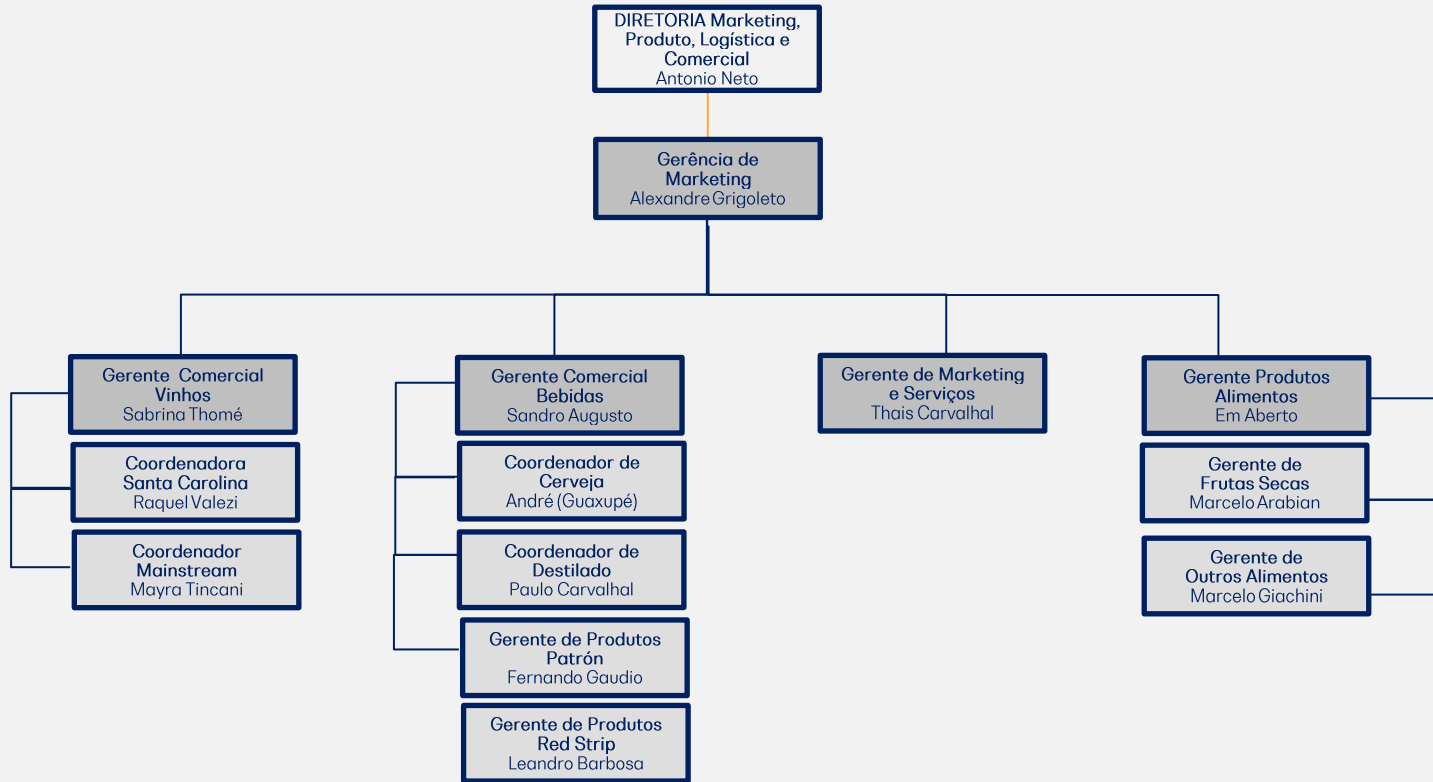 DIRETORIA Marketing,
Produto, Logística e
Comercial
Antonio Neto
Gerência de
Marketing
Alexandre Grigoleto
Gerente Comercial
Vinhos
Sabrina Thomé
Coordenadora
Santa Carolina
Raquel Valezi
Coordenador
Mainstream
Mayra Tincani
Gerente Comercial
Bebidas
Sandro Augusto
Coordenador de
Cerveja
André (Guaxupé)
Coordenador de
Destilado
Paulo Carvalhal
Gerente de Produtos
Patrón
Fernando Gaudio
Gerente de Produtos
Red Strip
Leandro Barbosa
Gerente de Marketing
e Serviços
Thais Carvalhal
Gerente Produtos
Alimentos
Em Aberto
Gerente de
Frutas Secas
Marcelo Arabian
Gerente de
Outros Alimentos
Marcelo Giachini